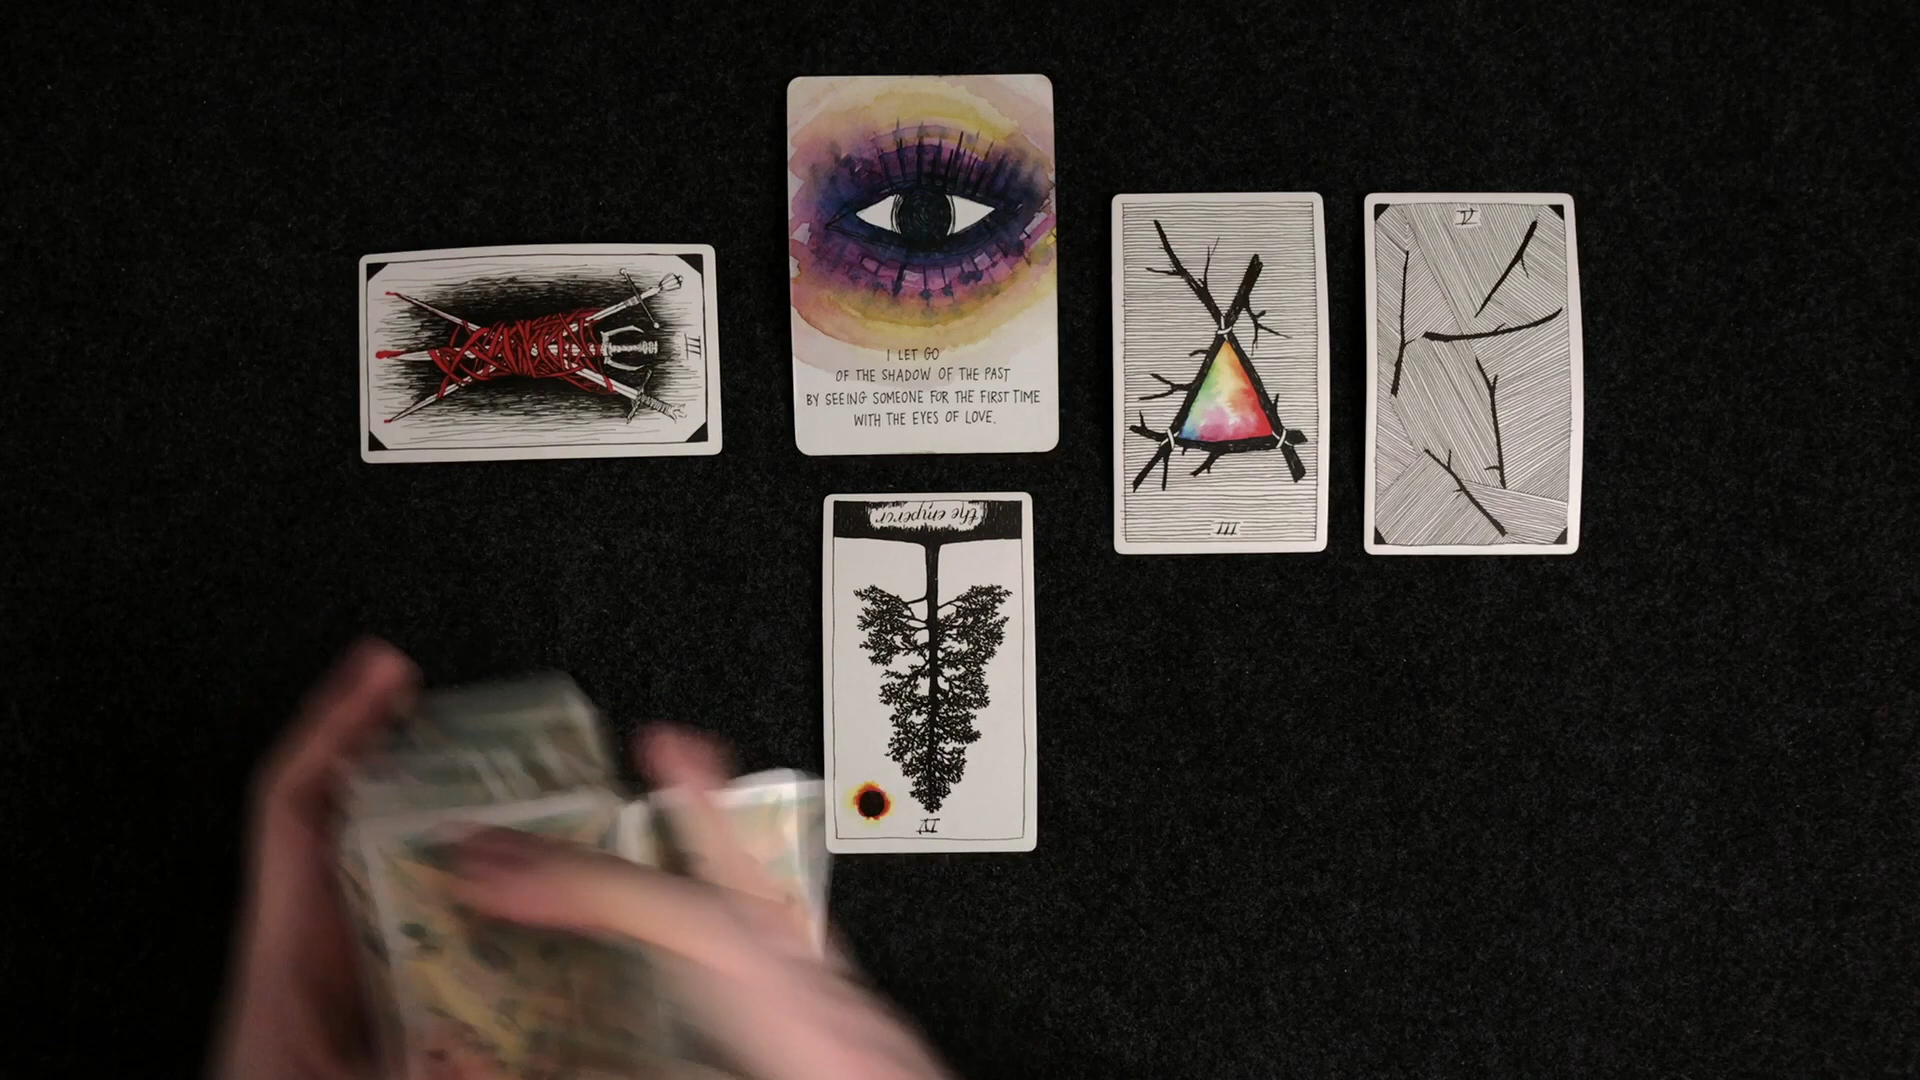 III
I LET GO
OF THE SHADOW OF THE PAST
BY SEEING SOMEONE FOR THE FIRST TIME
WITH THE EYES OF LOVE.
III
the emperor
IV